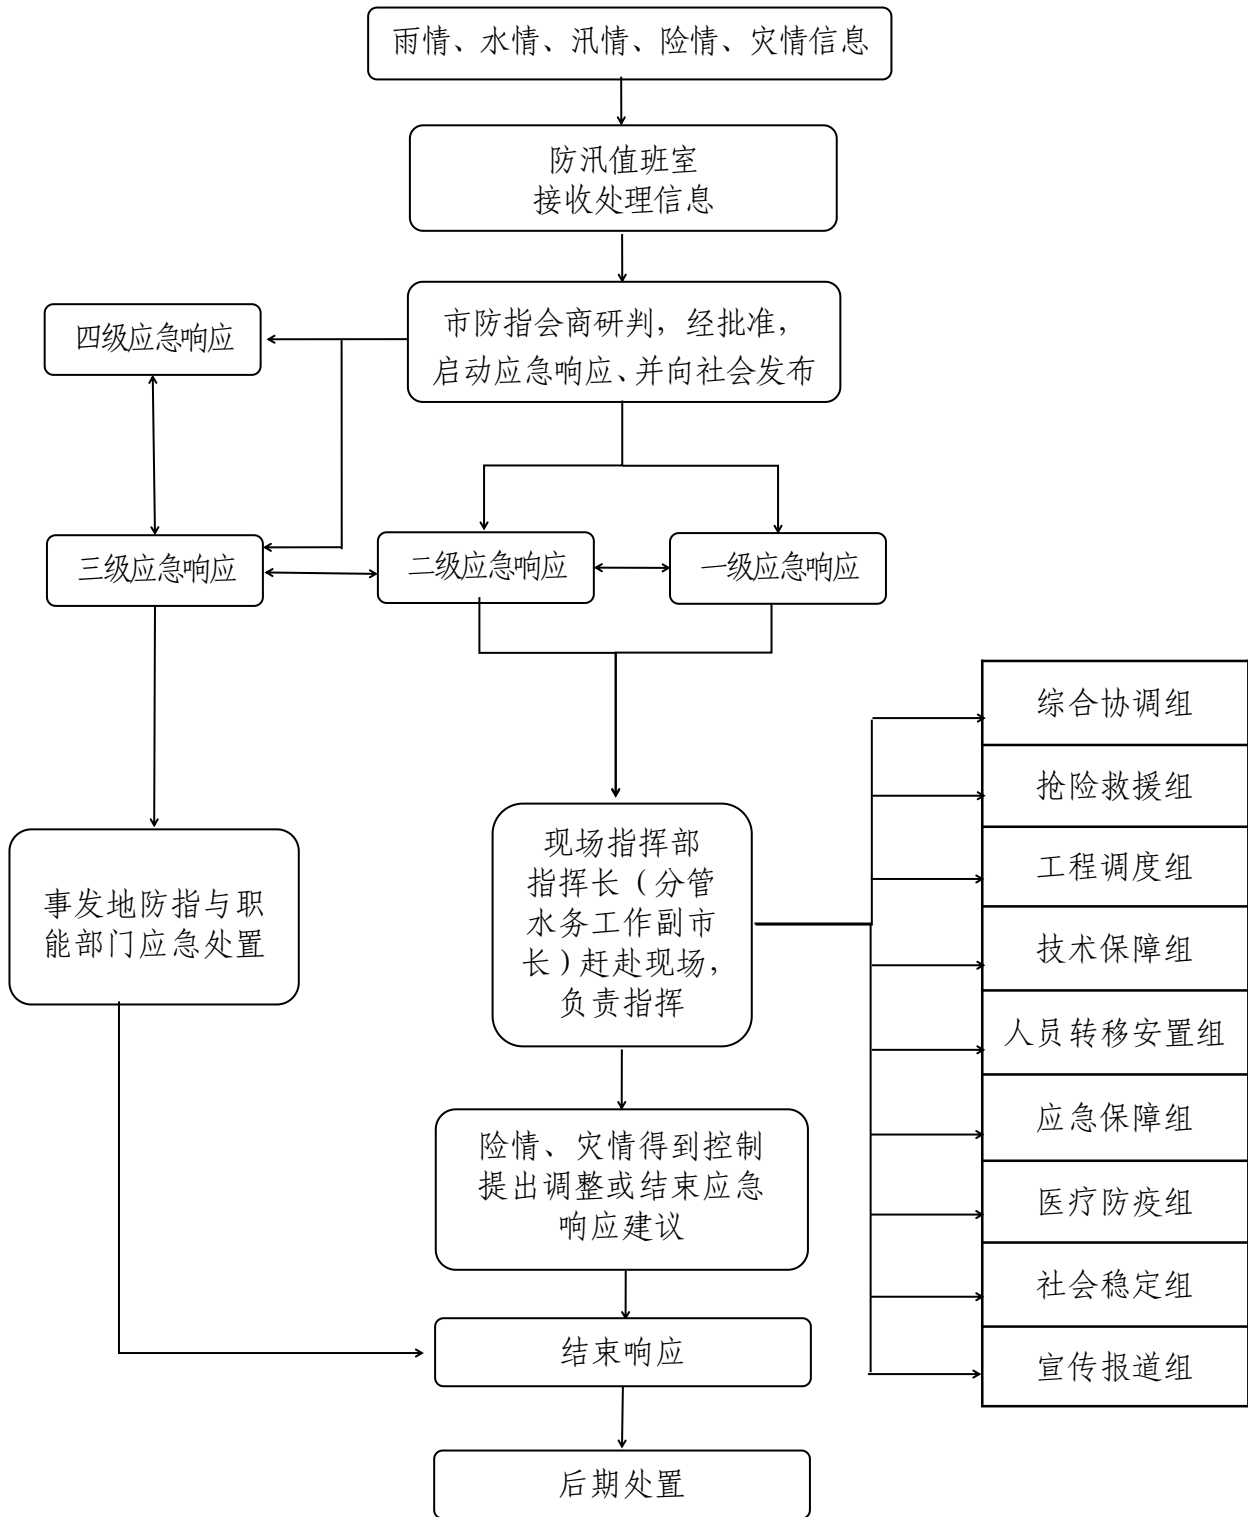 雨情、水情、汛情、险情、灾情信息
防汛值班室
接收处理信息
市防指会商研判，经批准，
启动应急响应、并向社会发布
四级应急响应
三级应急响应
二级应急响应
一级应急响应
事发地防指与职
能部门应急处置
现场指挥部
指挥长（分管
水务工作副市
长）赶赴现场，
负责指挥
综合协调组
抢险救援组
工程调度组
技术保障组
人员转移安置组
应急保障组
医疗防疫组
社会稳定组
宣传报道组
险情、灾情得到控制
提出调整或结束应急
响应建议
结束响应
后期处置